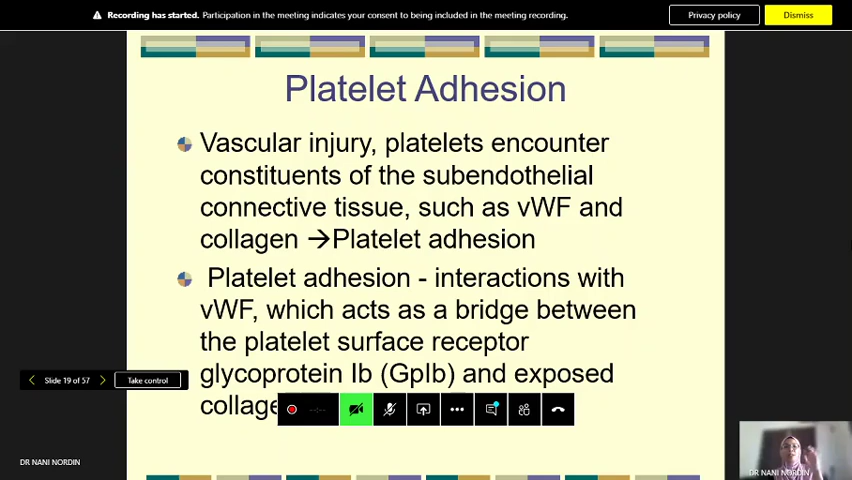 Recording has started. Participation in the meeting indicates your consent to being included in the meeting recording.
Privacy policy
Dismiss
Platelet Adhesion
Vascular injury, platelets encounter
constituents of the subendothelial
connective tissue, such as vWF and
collagen →Platelet adhesion
Platelet adhesion - interactions with
vWF, which acts as a bridge between
the platelet surface receptor
glycoprotein Ib (GpIb) and exposed
Slide 19 of 57
Take control
DR NANI NORDIN
DR NANI NORDIN